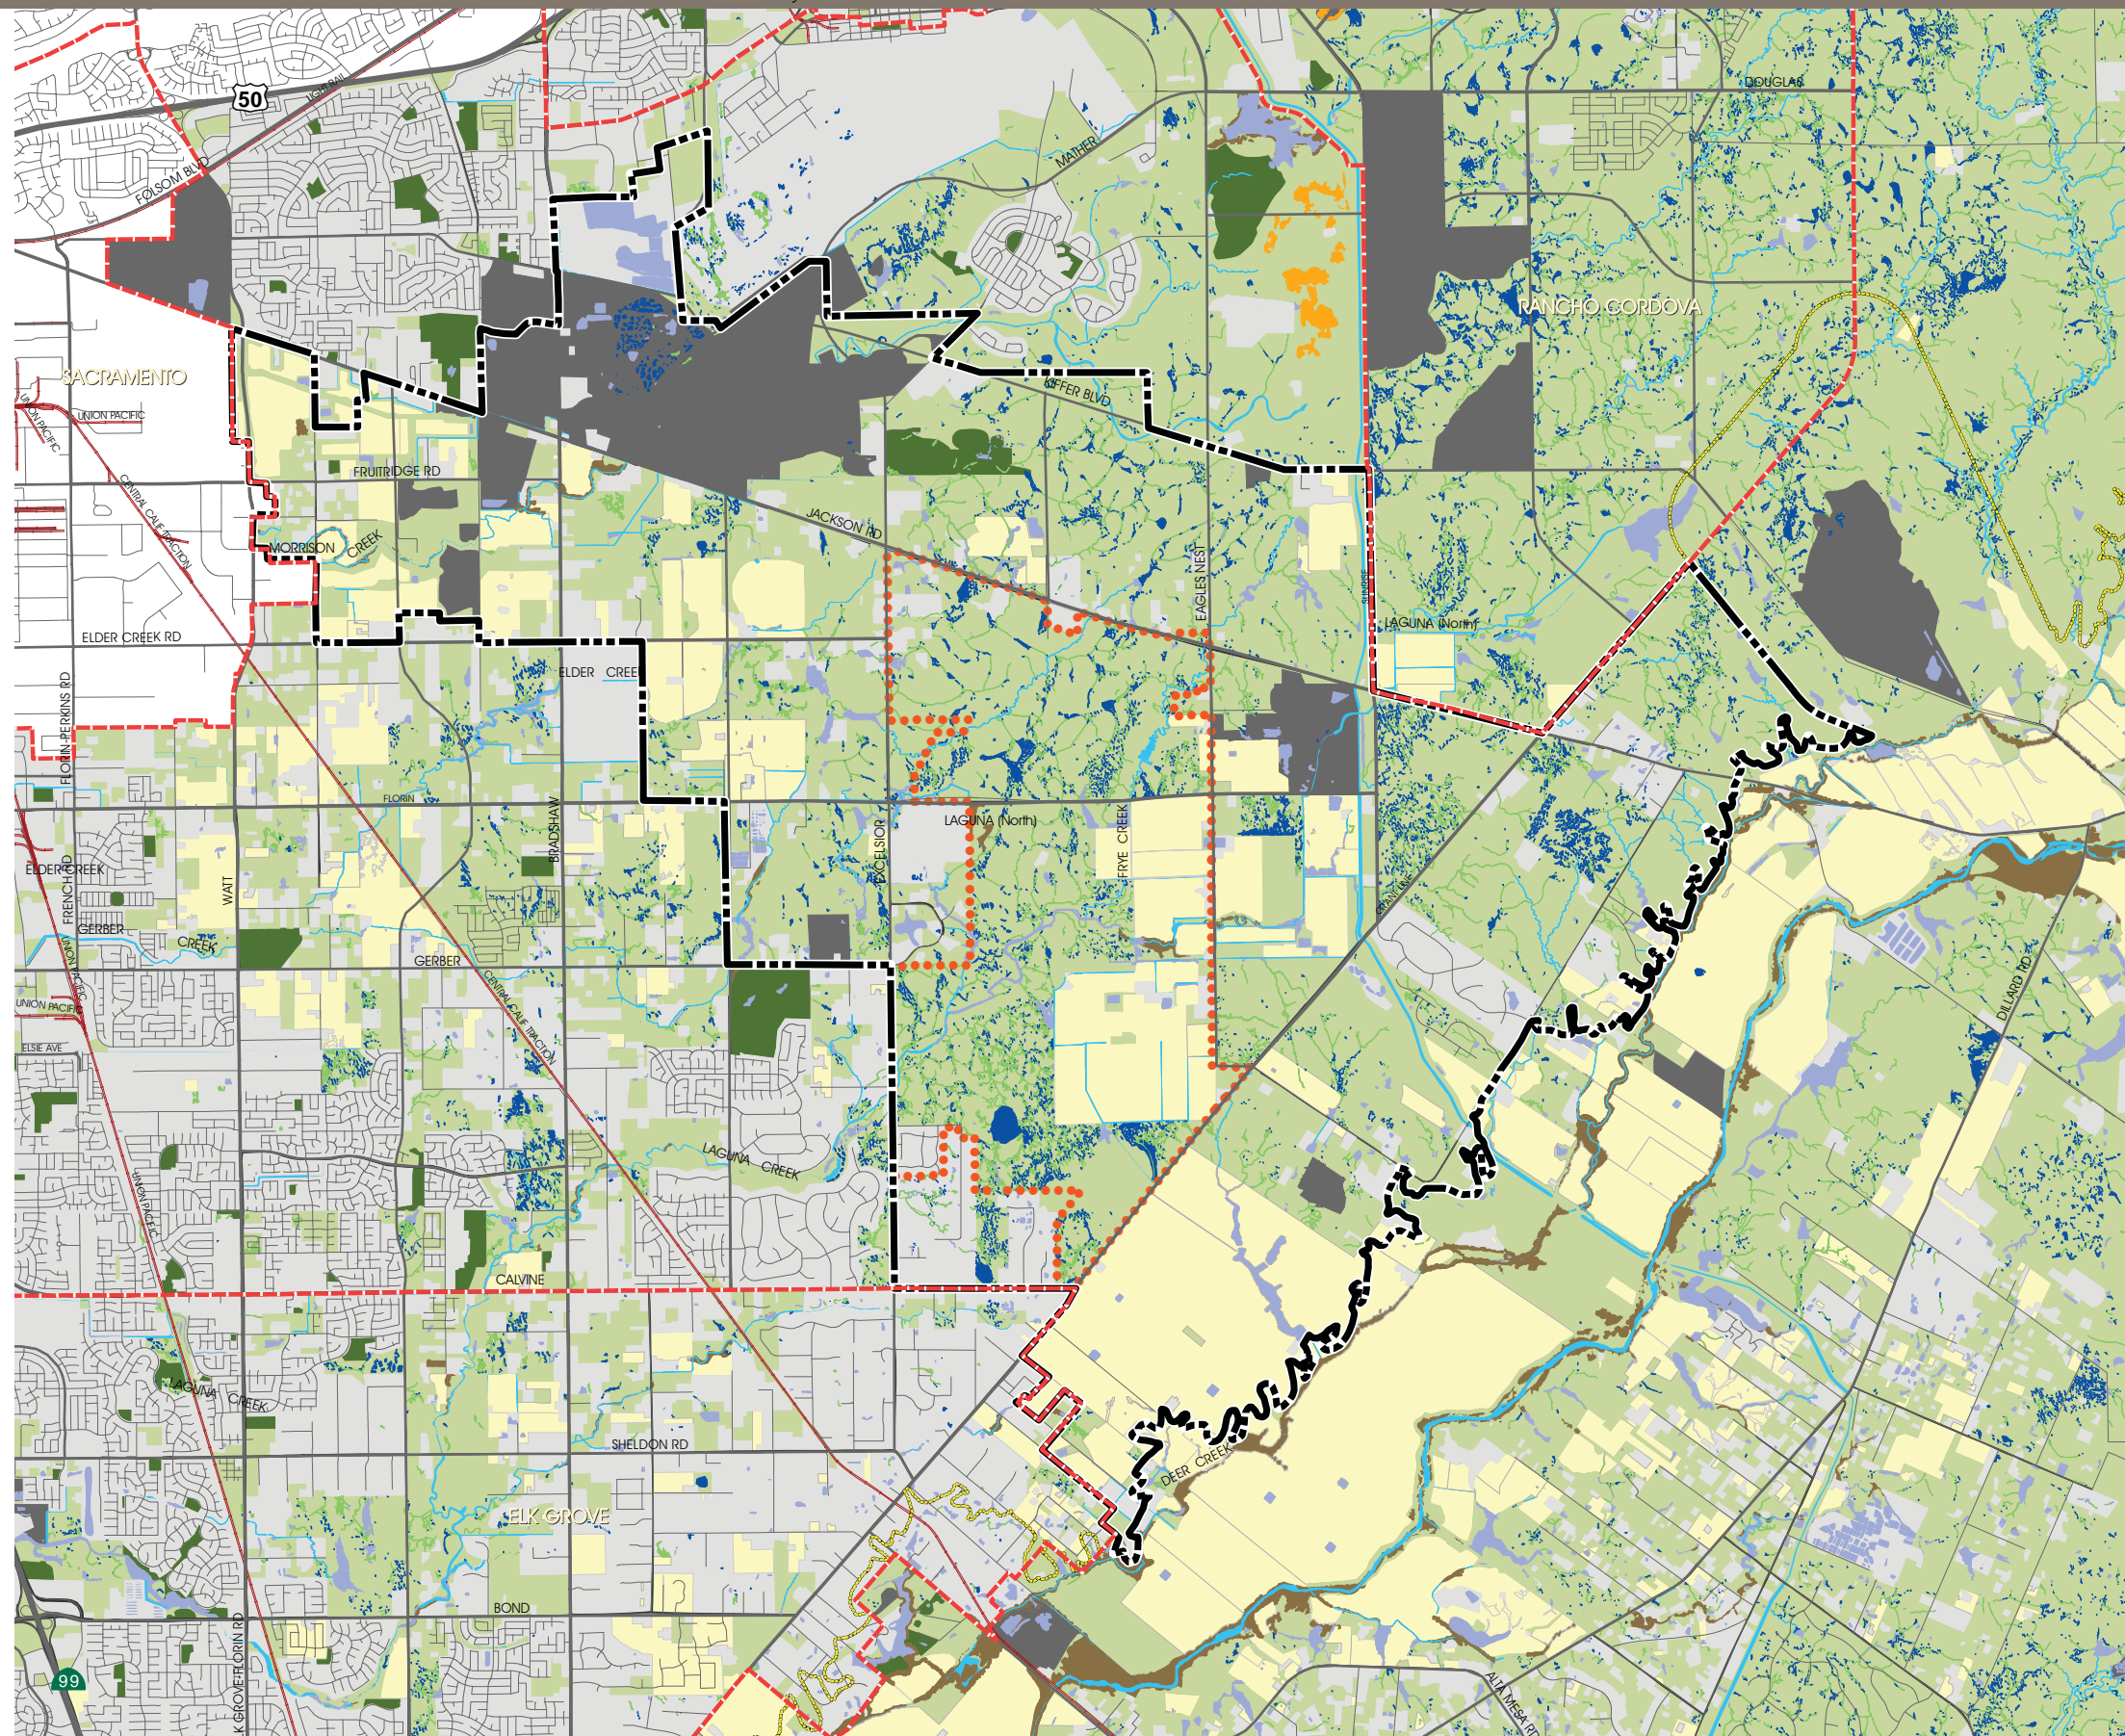 50
LIGHT RAIL
DOUGLAS
FOLSOM BLVD
MATHER
RANCHO CORDOVA
SACRAMENTO
KIFFER BLVD
UNION PACIFIC
UNION PACIFIC
FRUITRIDGE RD
CENTRAL CALIF TRACTION
JACKSON RD
MORRISON CREEK
EAGLES NEST
SUNRISE
LAGUNA (North)
ELDER CREEK RD
ELDER CREEK
FLORIN-PERKINS RD
FLORIN
BRADSHAW
LAGUNA (North)
EXCELSIOR
FRYE CREEK
ELDER CREEK
FRENCH RD
WATT
GRANT LINE
GERBER
CREEK
GERBER
UNION PACIFIC
CENTRAL CALIF TRACTION
DILLARD RD
UNION PACIFIC
ELSIE AVE
LAGUNA CREEK
UNION PACIFIC
CALVINE
LAGUNA CREEK
SHELDON RD
DEER CREEK
ELK GROVE
BOND
99
K GROVE-FLORIN RD
ALTA MESA RD